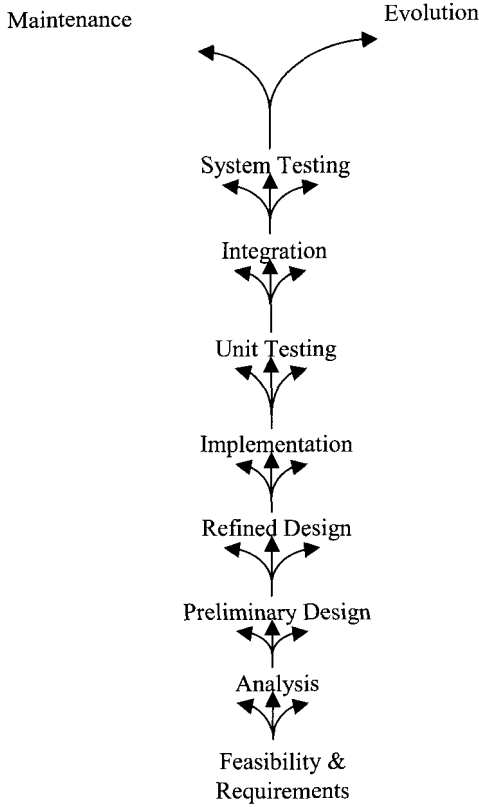 Maintenance
Evolution
System Testing
Integration
Unit Testing
Implementation
Refined Design
Preliminary Design
Analysis
Feasibility &
Requirements